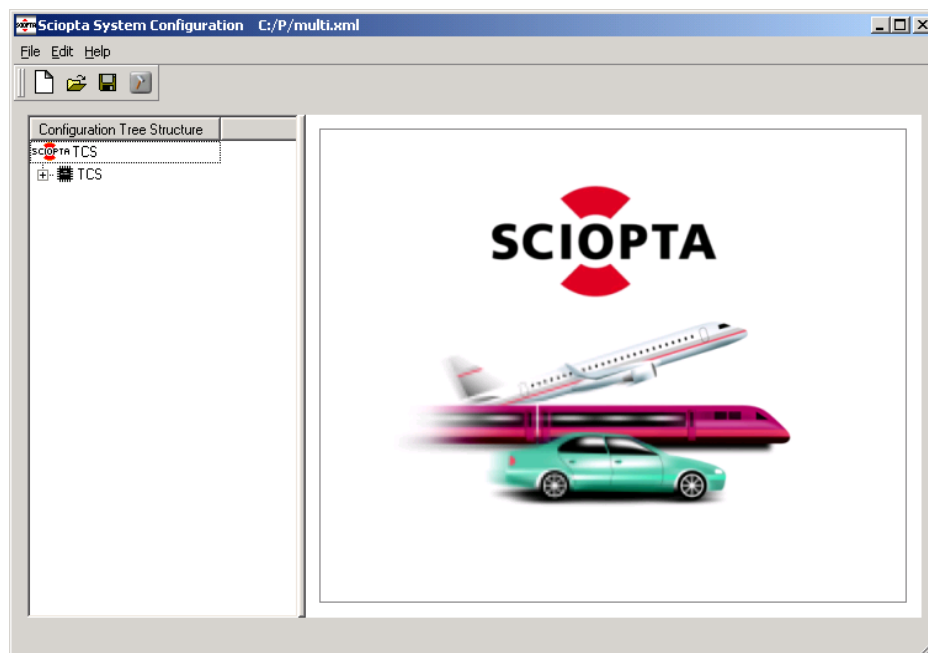 Sciopta System Configuration C:/P/multi.xml
File Edit Help
Configuration Tree Structure
SCIOPTA TCS
TCS
SCIOPTA